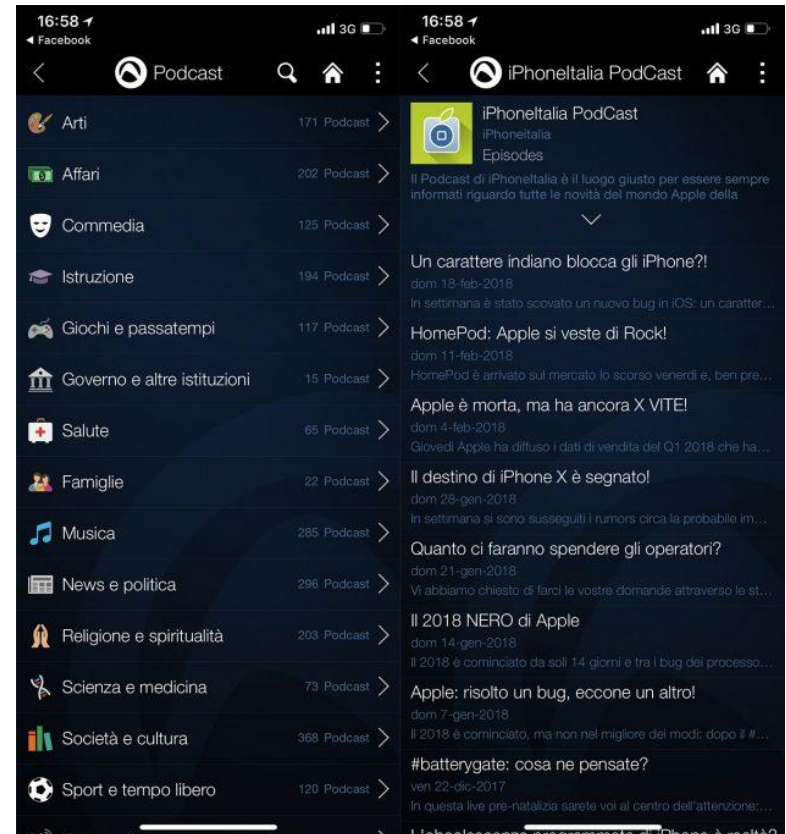 16:58
3G
Facebook
Podcast
Arti
171 Podcast
Affari
202 Podcast
Commedia
125 Podcast
Istruzione
194 Podcast
Giochi e passatempi
117 Podcast
Governo e altre istituzioni
15 Podcast
Salute
65 Podcast
Famiglie
22 Podcast
Musica
285 Podcast
News e politica
296 Podcast
Religione e spiritualità
203 Podcast
Scienza e medicina
73 Podcast
Società e cultura
368 Podcast
Sport e tempo libero
120 Podcast
16:58
3G
Facebook
iPhoneItalia PodCast
iPhoneItalia PodCast
iPhoneitalia
Episodes
Il Podcast di iPhoneItalia è il luogo giusto per essere sempre
informati riguardo tutte le novità del mondo Apple della
Un carattere indiano blocca gli iPhone?!
dom 18-feb-2018
In settimana è stato scovato un nuovo bug in iOS: un caratter...
HomePod: Apple si veste di Rock!
dom 11-feb-2018
HomePod è arrivato sul mercato lo scorso venerdì e, ben pre...
Apple è morta, ma ha ancora X VITE!
dom 4-feb-2018
Giovedì Apple ha diffuso i dati di vendita del Q1 2018 che ha...
Il destino di iPhone X è segnato!
dom 28-gen-2018
In settimana si sono susseguiti i rumors circa la probabile im...
Quanto ci faranno spendere gli operatori?
dom 21-gen-2018
Vi abbiamo chiesto di farci le vostre domande attraverso le st...
Il 2018 NERO di Apple
dom 14-gen-2018
Il 2018 è cominciato da soli 14 giorni e tra i bug dei processo...
Apple: risolto un bug, eccone un altro!
dom 7-gen-2018
Il 2018 è cominciato, ma non nel migliore dei modi: dopo il #...
#batterygate: cosa ne pensate?
ven 22-dic-2017
In questa live pre-natalizia sarete voi al centro dell'attenzione:...